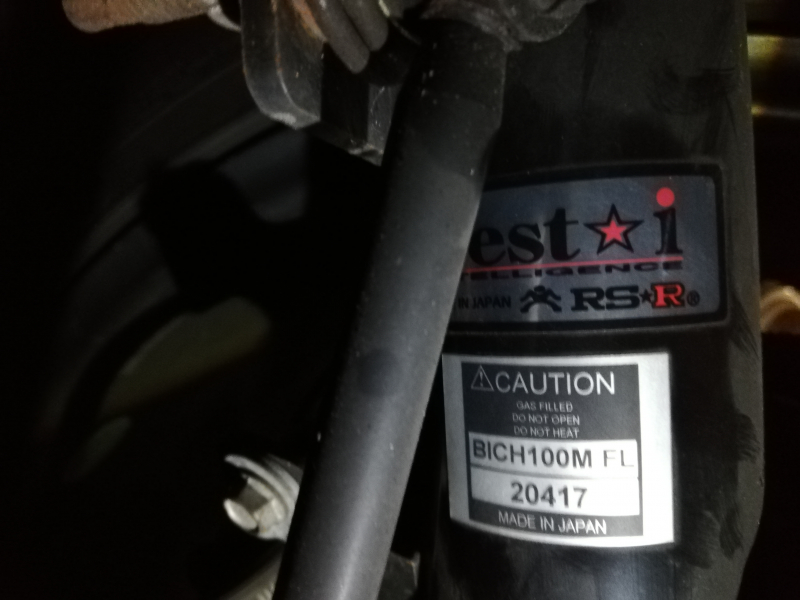 est★i
TELLIGENCE
IN JAPAN RS★R®
CAUTION
GAS FILLED
DO NOT OPEN
DO NOT HEAT
BICH100M FL
20417
MADE IN JAPAN